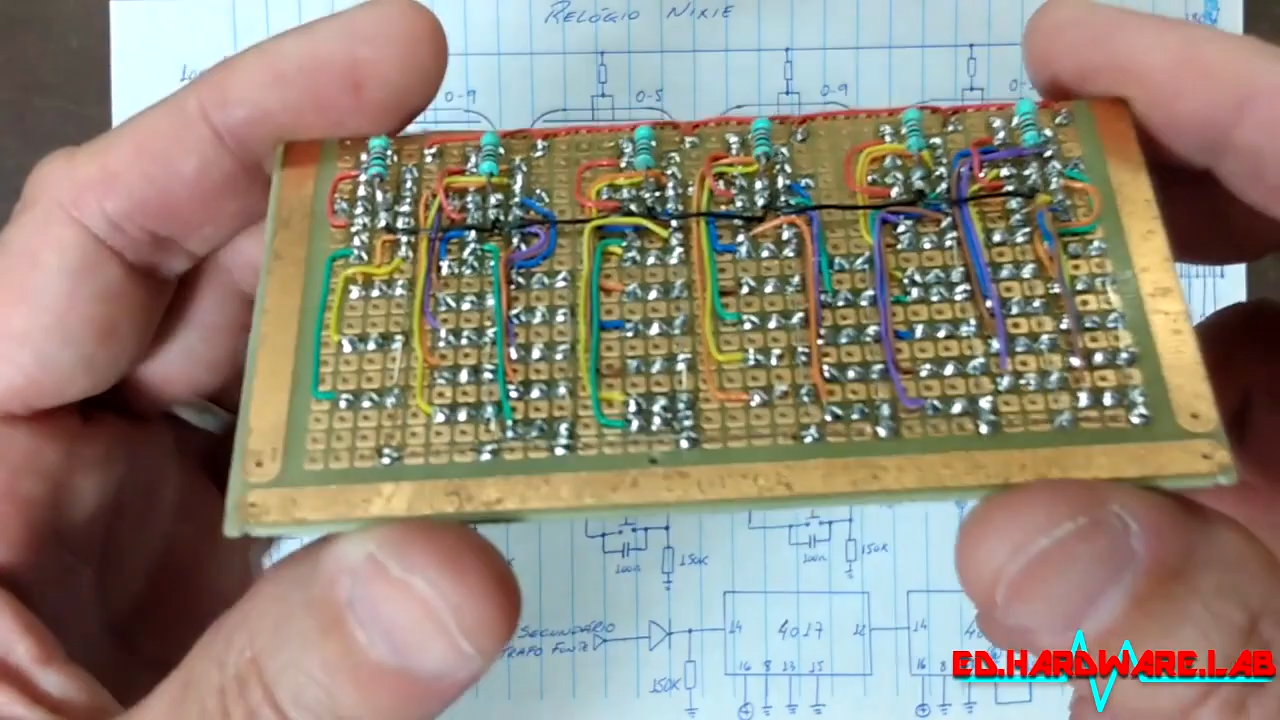 RELÓGIO NIXIE
0-9
0-5
0-9
100n
150K
100n
150K
SECUNDÁRIO
TRAFO FONTE
14
4017
12
14
16 8 13 15
16 8
150K
ED.HARDWARE.LAB